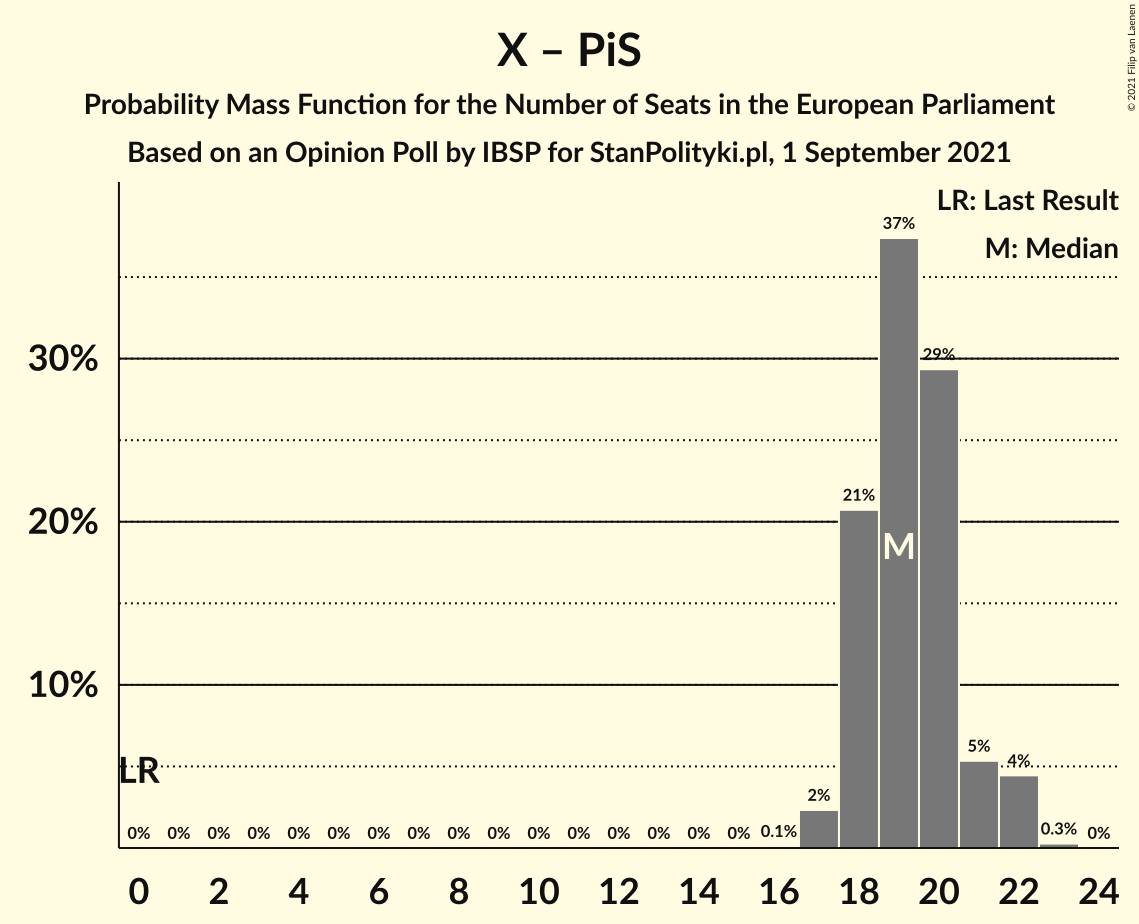 X – PiS
Probability Mass Function for the Number of Seats in the European Parliament
Based on an Opinion Poll by IBSP for StanPolityki.pl, 1 September 2021
© 2021 Filip van Laenen
LR: Last Result
M: Median
37%
30%
29%
21%
20%
M
10%
5%
4%
LR
2%
0% 0% 0% 0% 0% 0% 0% 0% 0% 0% 0% 0% 0% 0% 0% 0% 0.1% 0.3% 0%
0 2 4 6 8 10 12 14 16 18 20 22 24